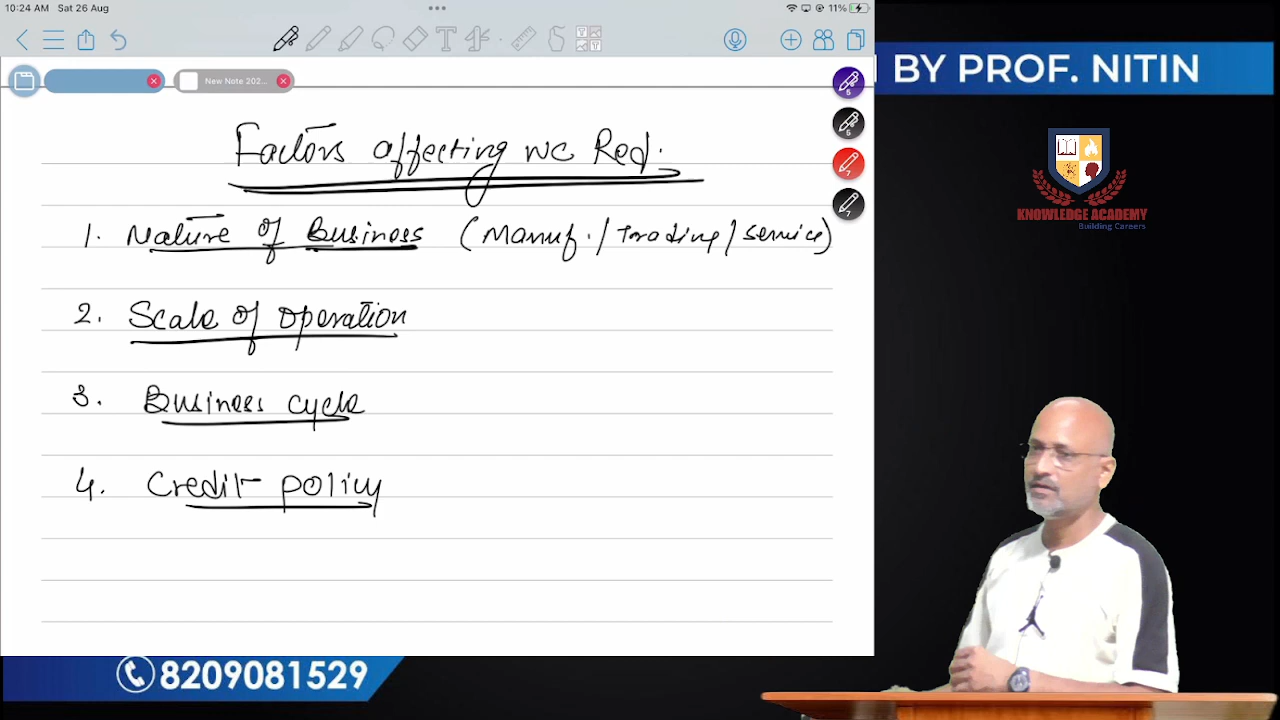 10:24 AM Sat 26 Aug
11%
New Note 202...
BY PROF. NITIN
Factors affecting WC Req.
1. Nature of Business (Manuf./Trading/service)
2. Scale of operation
3. Business cycle
4. Credit policy
KNOWLEDGE ACADEMY
Building Careers
8209081529